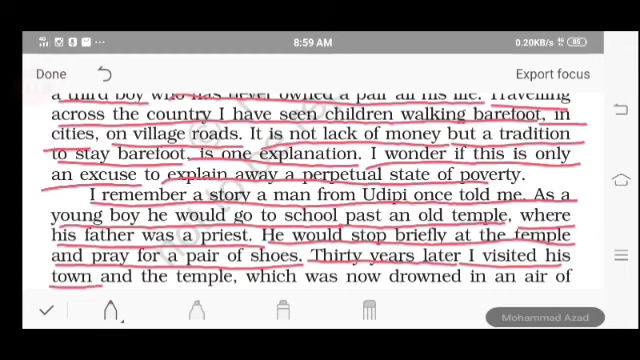 8:59 AM
0.20KB/s 4G 85
Done
Export focus
a third boy who has never owned a pair all his life. Travelling
across the country I have seen children walking barefoot, in
cities, on village roads. It is not lack of money but a tradition
to stay barefoot, is one explanation. I wonder if this is only
an excuse to explain away a perpetual state of poverty.
I remember a story a man from Udipi once told me. As a
young boy he would go to school past an old temple, where
his father was a priest. He would stop briefly at the temple
and pray for a pair of shoes. Thirty years later I visited his
town and the temple, which was now drowned in an air of
Mohammad Azad